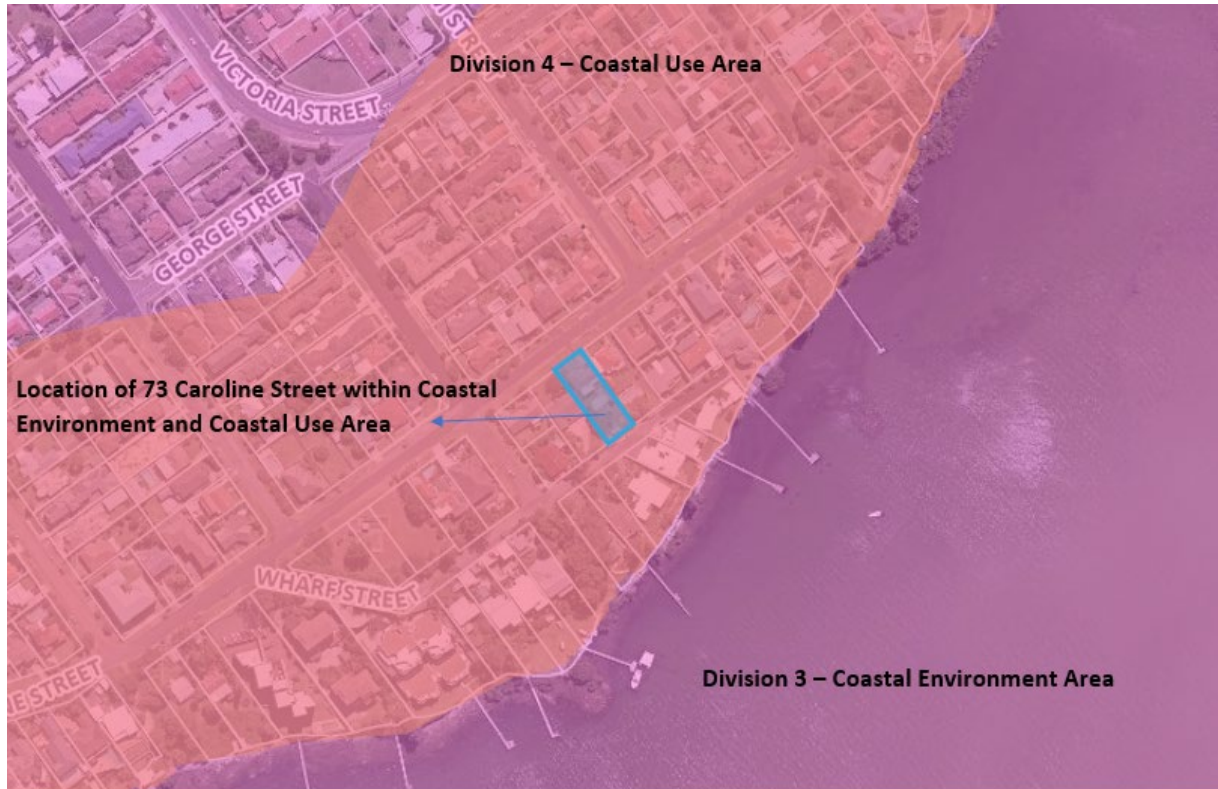 Division 4 – Coastal Use Area
VICTORIA STREET
GEORGE STREET
Location of 73 Caroline Street within Coastal
Environment and Coastal Use Area
WHARF STREET
Division 3 – Coastal Environment Area
STREET